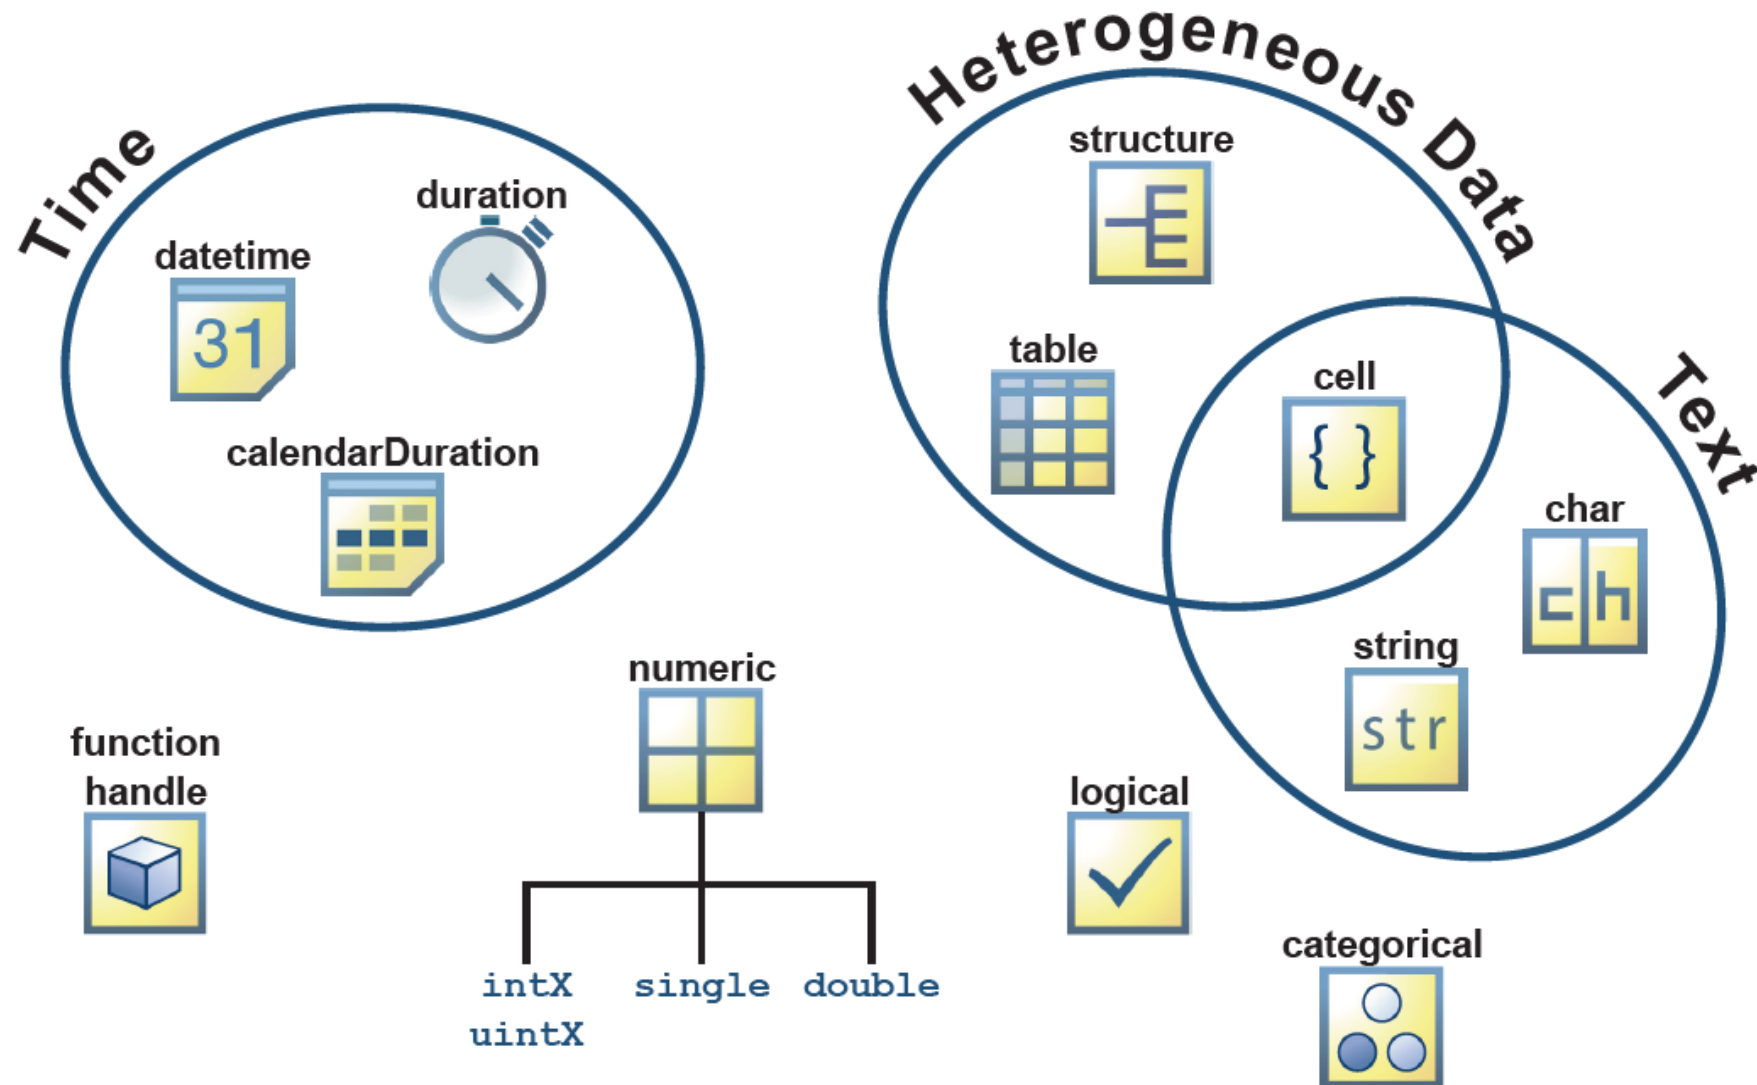 Time
datetime
31
duration
calendarDuration
Heterogeneous Data
structure
table
cell
{ }
Text
char
ch
string
str
function
handle
numeric
intX
uintX
single
double
logical
categorical